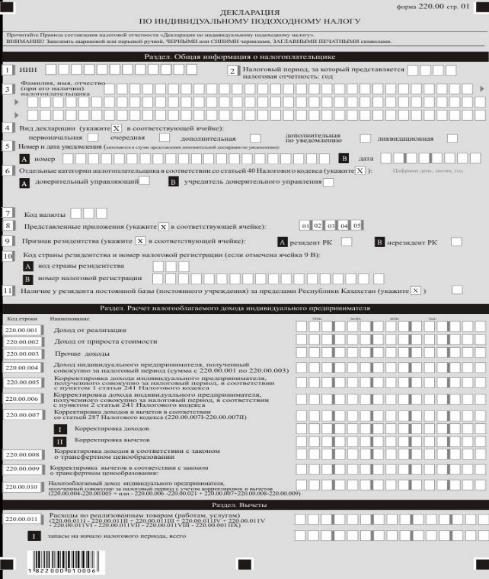 форма 220.00 стр. 01
ДЕКЛАРАЦИЯ
ПО ИНДИВИДУАЛЬНОМУ ПОДОХОДНОМУ НАЛОГУ
Прочитайте Правила составления налоговой отчетности «Декларация по индивидуальному подоходному налогу».
ВНИМАНИЕ! Заполнять шариковой или перьевой ручкой, ЧЕРНЫМИ или СИНИМИ чернилами, ЗАГЛАВНЫМИ ПЕЧАТНЫМИ символами.
Раздел. Общая информация о налогоплательщике
1 ИИН
2 Налоговый период, за который представляется налоговая отчетность: год
3 Фамилия, имя, отчество
(при его наличии)
налогоплательщика
4 Вид декларации (укажите X в соответствующей ячейке):
первоначальная очередная дополнительная дополнительная по уведомлению ликвидационная
5 Номер и дата уведомления
A номер B дата
6 Отдельные категории налогоплательщика в соответствии со статьей 40 Налогового кодекса (укажите X ):
Цифрами день, месяц, год
A доверительный управляющий B учредитель доверительного управления
7 Код валюты
8 Представленные приложения (укажите X в соответствующей ячейке): 01 02 03 04 05
9 Признак резидентства (укажите X в соответствующей ячейке): A резидент РК B нерезидент РК
10 Код страны резидентства и номер налоговой регистрации (если отмечена ячейка 9 B):
A код страны резидентства
B номер налоговой регистрации
11 Наличие у резидента постоянной базы (постоянного учреждения) за пределами Республики Казахстан (укажите X )
Раздел. Расчет налогооблагаемого дохода индивидуального предпринимателя
Код строки Наименование
220.00.001 Доход от реализации
220.00.002 Доход от прироста стоимости
220.00.003 Прочие доходы
220.00.004 Доход индивидуального предпринимателя, полученный
совокупно за налоговый период (сумма с 220.00.001 по 220.00.003)
220.00.005 Корректировка дохода индивидуального предпринимателя,
полученного совокупно за налоговый период, в соответствии
с пунктом 1 статьи 241 Налогового кодекса
220.00.006 Корректировка дохода индивидуального предпринимателя,
полученного совокупно за налоговый период, в соответствии
с пунктом 2 статьи 241 Налогового кодекса
220.00.007 Корректировка доходов и вычетов в соответствии
со статьей 287 Налогового кодекса (220.00.007I-220.00.007II)
I Корректировка доходов
II Корректировка вычетов
220.00.008 Корректировка доходов в соответствии с законом
о трансфертном ценообразовании
220.00.009 Корректировка вычетов в соответствии с законом
о трансфертном ценообразовании:
220.00.010 Налогооблагаемый доход индивидуального предпринимателя,
полученный совокупно за налоговый период с учетом корректировок и вычетов
(220.00.004-220.00.005 + или - 220.00.006 -220.00.021 + 220.00.007+220.00.008-220.00.009)
Раздел. Вычеты
220.00.011 Расходы по реализованным товарам (работам, услугам)
(220.00.011I - 220.00.011II + 220.00.011III + 220.00.011IV + 220.00.011V
I запасы на начало налогового периода, всего
1 822000 010006